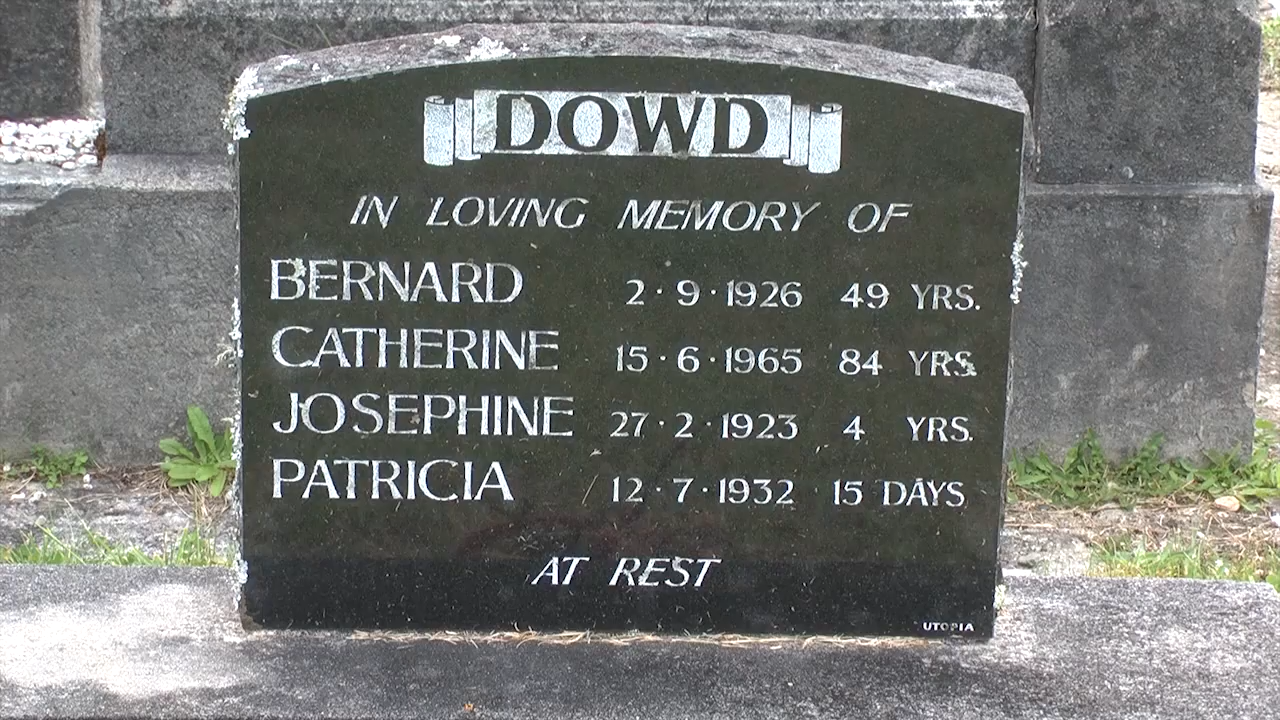 DOWD
IN LOVING MEMORY OF
BERNARD 2·9·1926 49 YRS.
CATHERINE 15·6·1965 84 YRS.
JOSEPHINE 27·2·1923 4 YRS.
PATRICIA 12·7·1932 15 DAYS
AT REST
UTOPIA